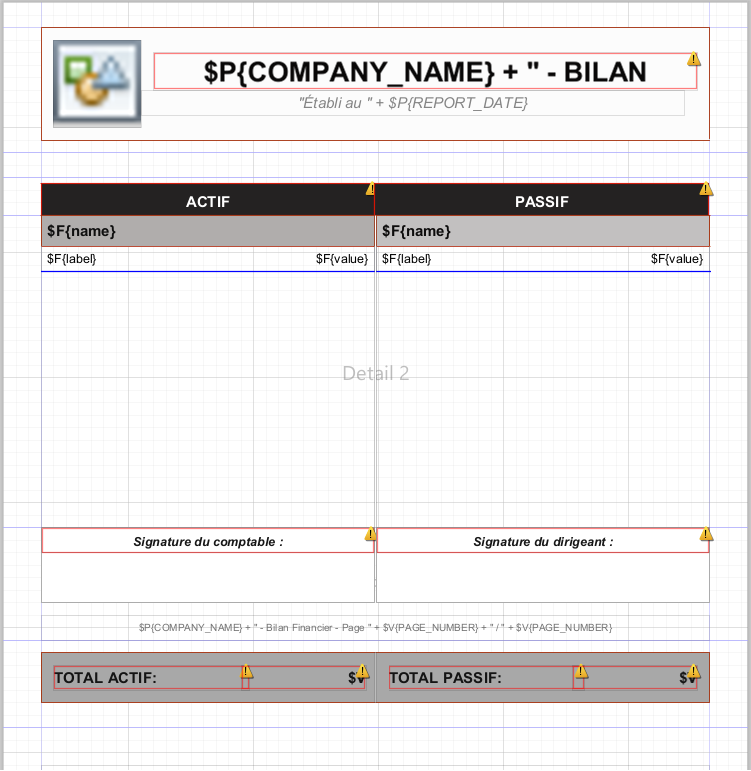 $P{COMPANY_NAME} + " - BILAN
"Établi au " + $P{REPORT_DATE}
ACTIF PASSIF
$F{name} $F{name}
$F{label} $F{value} $F{label} $F{value}
Detail 2
Signature du comptable : Signature du dirigeant :
$P{COMPANY_NAME} + " - Bilan Financier - Page " + $V{PAGE_NUMBER} + " / " + $V{PAGE_NUMBER}
TOTAL ACTIF: TOTAL PASSIF: